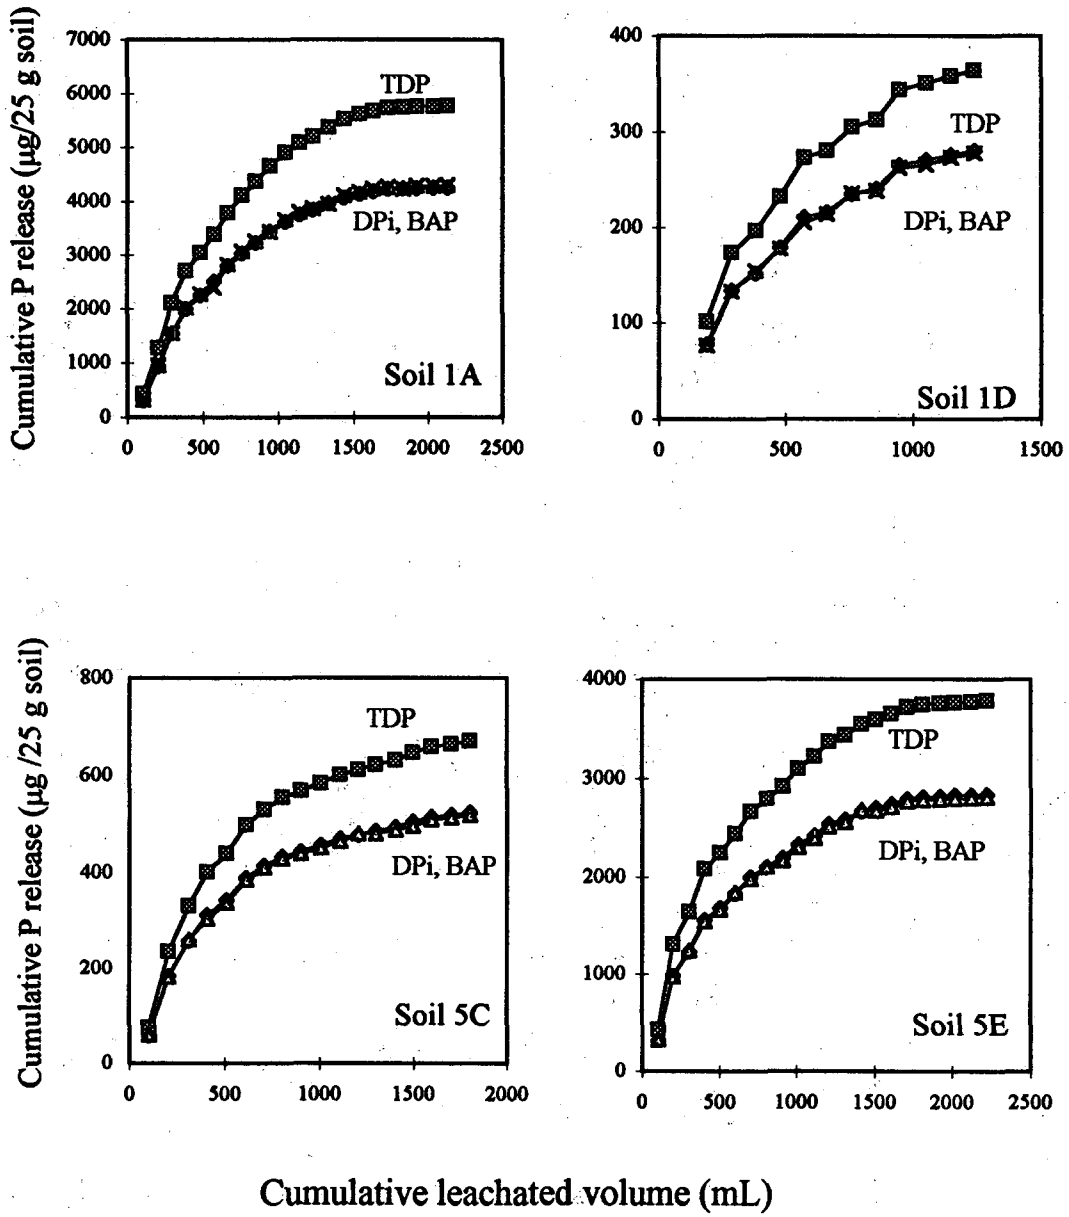 Cumulative P release (µg/25 g soil)
7000
6000
5000
4000
3000
2000
1000
0
0 500 1000 1500 2000 2500
TDP
DPi, BAP
Soil 1A
400
300
200
100
0
0 500 1000 1500
TDP
DPi, BAP
Soil 1D
Cumulative P release (µg /25 g soil)
800
600
400
200
0
0 500 1000 1500 2000
TDP
DPi, BAP
Soil 5C
4000
3000
2000
1000
0
0 500 1000 1500 2000 2500
TDP
DPi, BAP
Soil 5E
Cumulative leachated volume (mL)